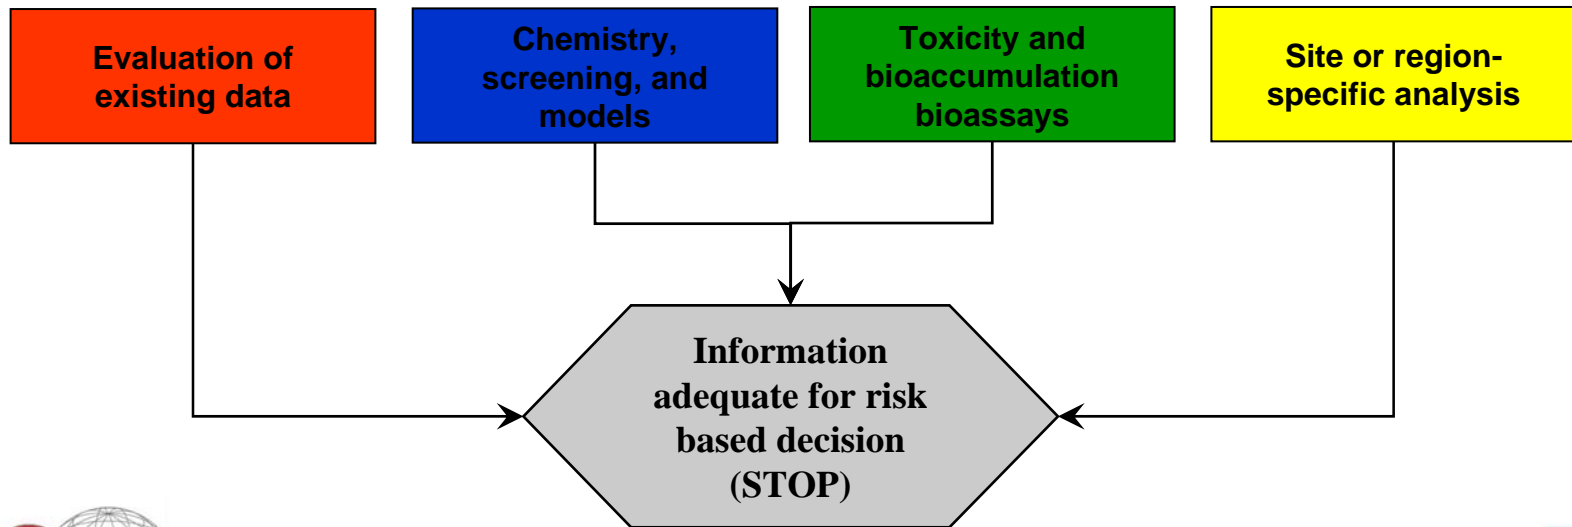 Evaluation of
existing data
Chemistry,
screening, and
models
Toxicity and
bioaccumulation
bioassays
Site or region-
specific analysis
Information
adequate for risk
based decision
(STOP)